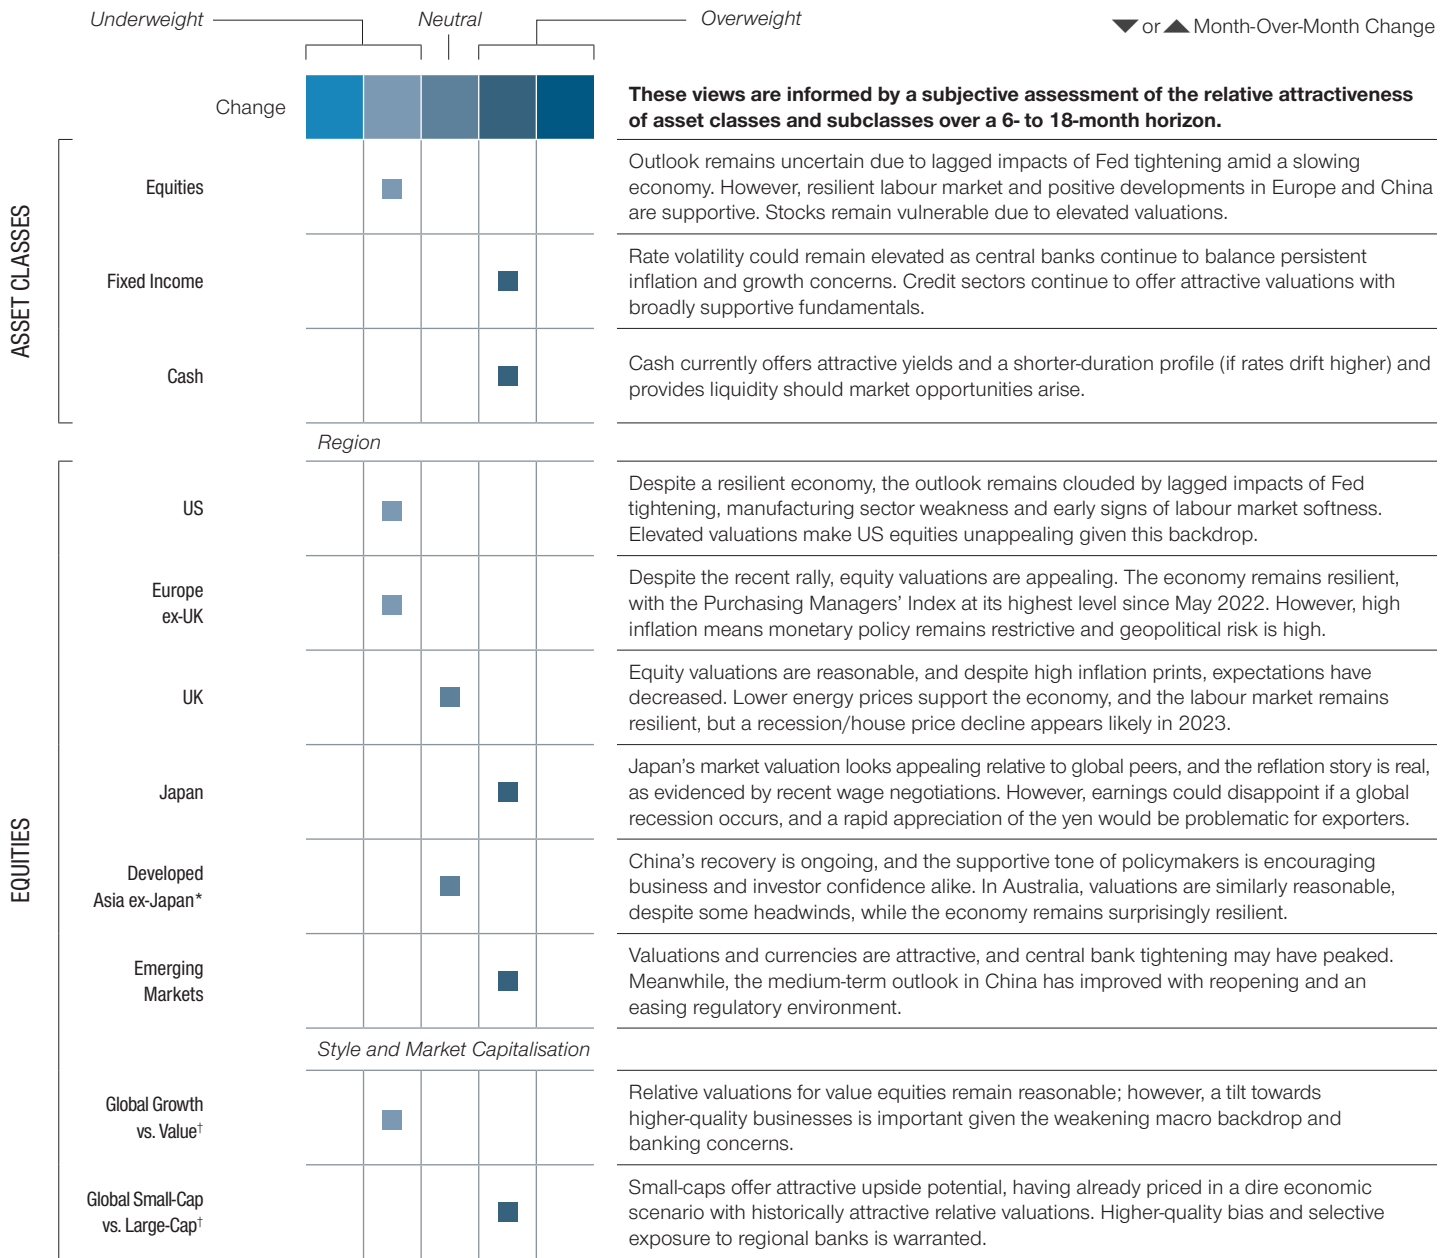 Underweight
Neutral
Overweight
▼ or ▲ Month-Over-Month Change
Change
These views are informed by a subjective assessment of the relative attractiveness
of asset classes and subclasses over a 6- to 18-month horizon.
ASSET CLASSES
Equities
Outlook remains uncertain due to lagged impacts of Fed tightening amid a slowing
economy. However, resilient labour market and positive developments in Europe and China
are supportive. Stocks remain vulnerable due to elevated valuations.
Fixed Income
Rate volatility could remain elevated as central banks continue to balance persistent
inflation and growth concerns. Credit sectors continue to offer attractive valuations with
broadly supportive fundamentals.
Cash
Cash currently offers attractive yields and a shorter-duration profile (if rates drift higher) and
provides liquidity should market opportunities arise.
EQUITIES
Region
US
Despite a resilient economy, the outlook remains clouded by lagged impacts of Fed
tightening, manufacturing sector weakness and early signs of labour market softness.
Elevated valuations make US equities unappealing given this backdrop.
Europe
ex-UK
Despite the recent rally, equity valuations are appealing. The economy remains resilient,
with the Purchasing Managers’ Index at its highest level since May 2022. However, high
inflation means monetary policy remains restrictive and geopolitical risk is high.
UK
Equity valuations are reasonable, and despite high inflation prints, expectations have
decreased. Lower energy prices support the economy, and the labour market remains
resilient, but a recession/house price decline appears likely in 2023.
Japan
Japan’s market valuation looks appealing relative to global peers, and the reflation story is real,
as evidenced by recent wage negotiations. However, earnings could disappoint if a global
recession occurs, and a rapid appreciation of the yen would be problematic for exporters.
Developed
Asia ex-Japan*
China’s recovery is ongoing, and the supportive tone of policymakers is encouraging
business and investor confidence alike. In Australia, valuations are similarly reasonable,
despite some headwinds, while the economy remains surprisingly resilient.
Emerging
Markets
Valuations and currencies are attractive, and central bank tightening may have peaked.
Meanwhile, the medium-term outlook in China has improved with reopening and an
easing regulatory environment.
Style and Market Capitalisation
Global Growth
vs. Value†
Relative valuations for value equities remain reasonable; however, a tilt towards
higher-quality businesses is important given the weakening macro backdrop and
banking concerns.
Global Small-Cap
vs. Large-Cap†
Small-caps offer attractive upside potential, having already priced in a dire economic
scenario with historically attractive relative valuations. Higher-quality bias and selective
exposure to regional banks is warranted.